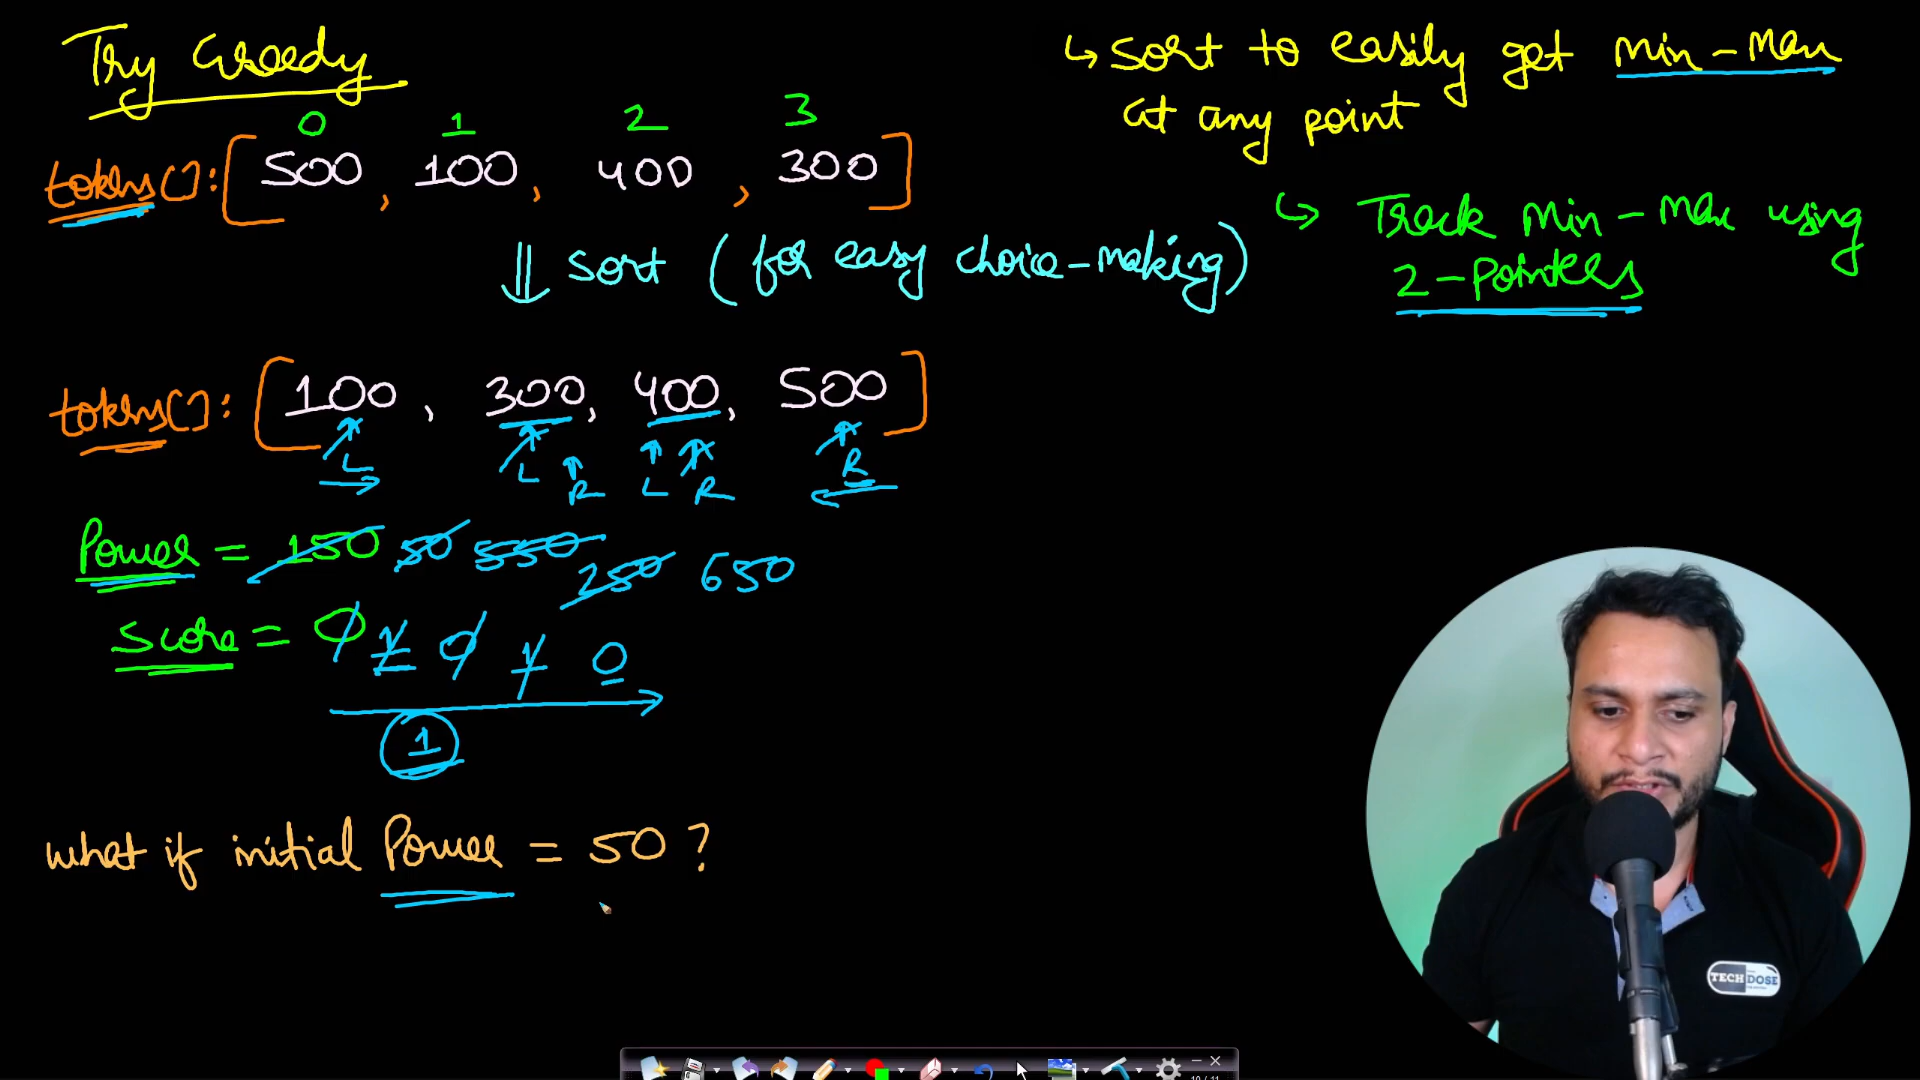 Try Greedy
0 1 2 3
tokens[]: [500, 100, 400, 300]
↳ sort to easily get min-max
at any point
↳ Track min-max using
2-pointers
⇓ sort (for easy choice-making)
tokens[]: [100, 300, 400, 500]
L L R L R R
Power = 150 50 550 250 650
Score = 0 1 0 1 0
1
what if initial Power = 50 ?
TECH DOSE
10 / 11